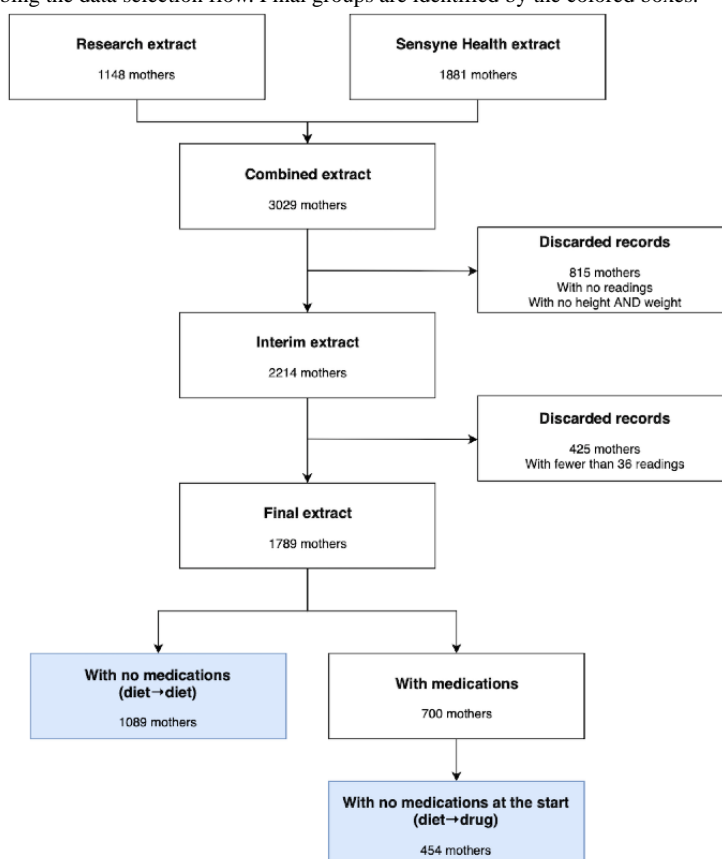 bing the data selection flow. Final groups are identified by the colored boxes.
Research extract
1148 mothers
Sensyne Health extract
1881 mothers
Combined extract
3029 mothers
Discarded records
815 mothers
With no readings
With no height AND weight
Interim extract
2214 mothers
Discarded records
425 mothers
With fewer than 36 readings
Final extract
1789 mothers
With no medications
(diet→diet)
1089 mothers
With medications
700 mothers
With no medications at the start
(diet→drug)
454 mothers